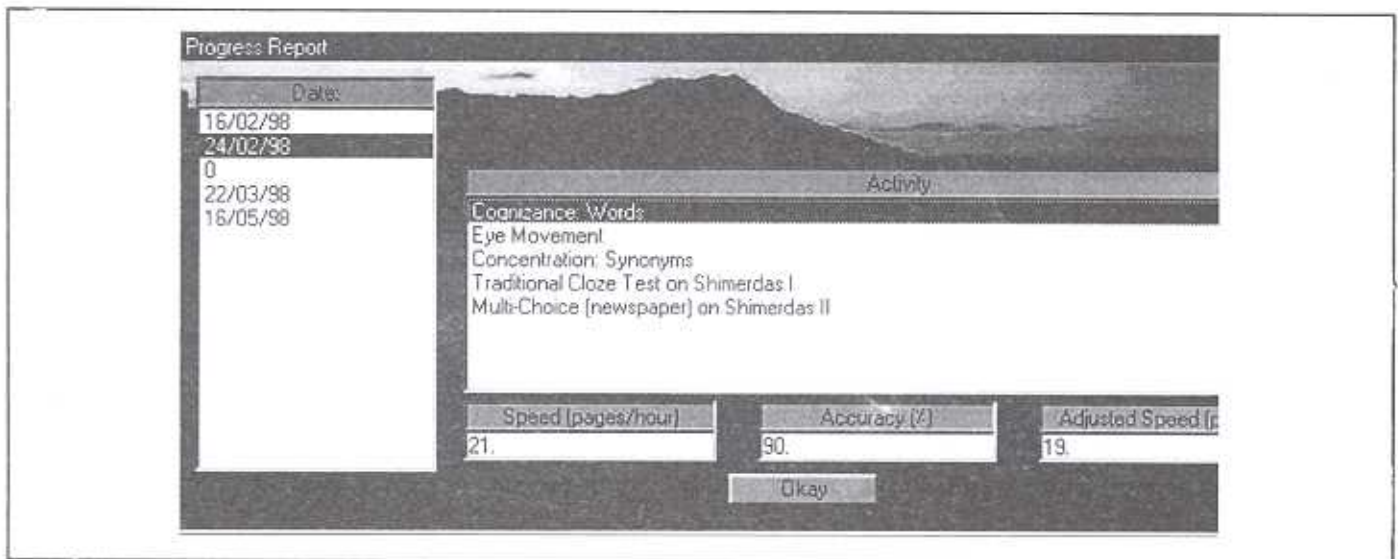 Progress Report
Date:
16/02/98
24/02/98
0
22/03/98
16/05/98
Activity
Cognizance: Words
Eye Movement
Concentration: Synonyms
Traditional Cloze Test on Shimerdas I
Multi-Choice (newspaper) on Shimerdas II
Speed (pages/hour)
Accuracy (%)
Adjusted Speed (p
21.
90.
19.
Okay